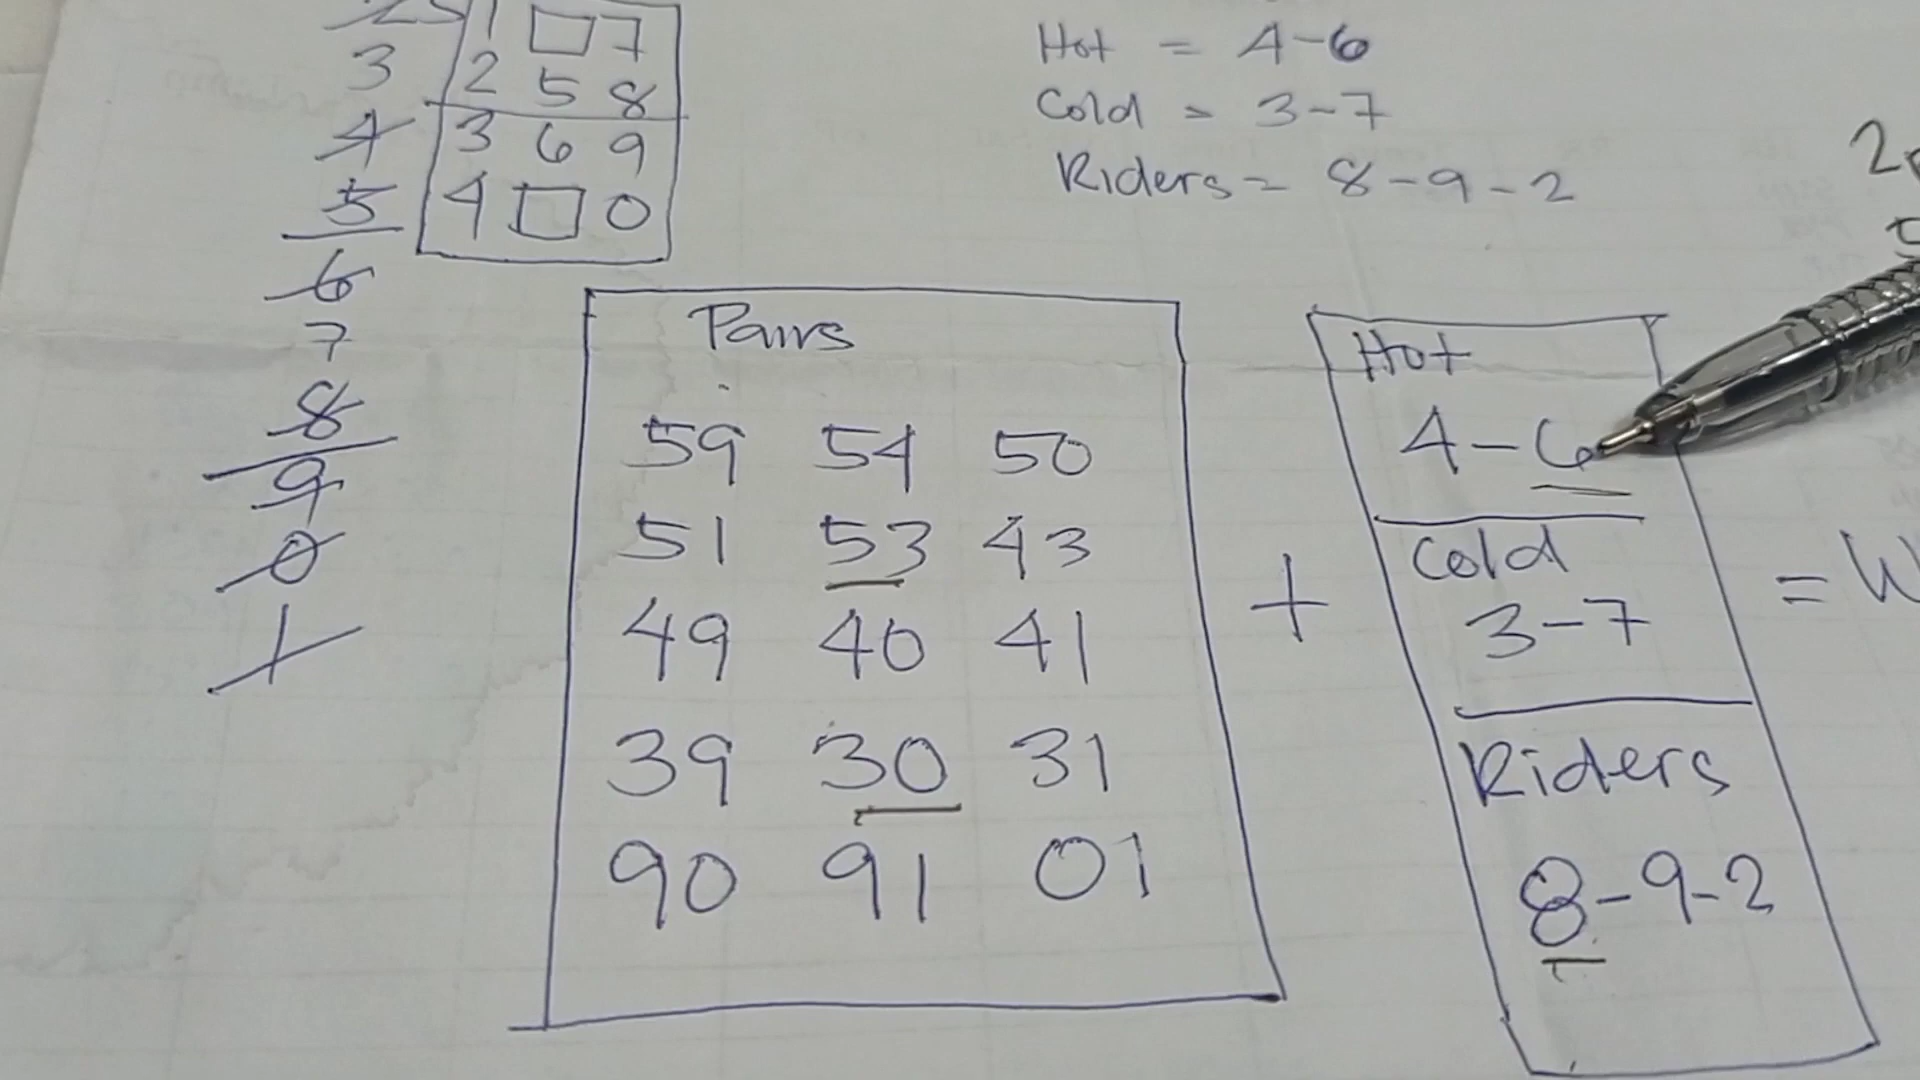 3
4
5
6
7
8
9
0
1
1 □ 7
2 5 8
3 6 9
4 □ 0
Hot = 4-6
Cold = 3-7
Riders = 8-9-2
Pairs
59 54 50
51 53 43
49 40 41
39 30 31
90 91 01
+
Hot
4-6
Cold
3-7
Riders
8-9-2
= W